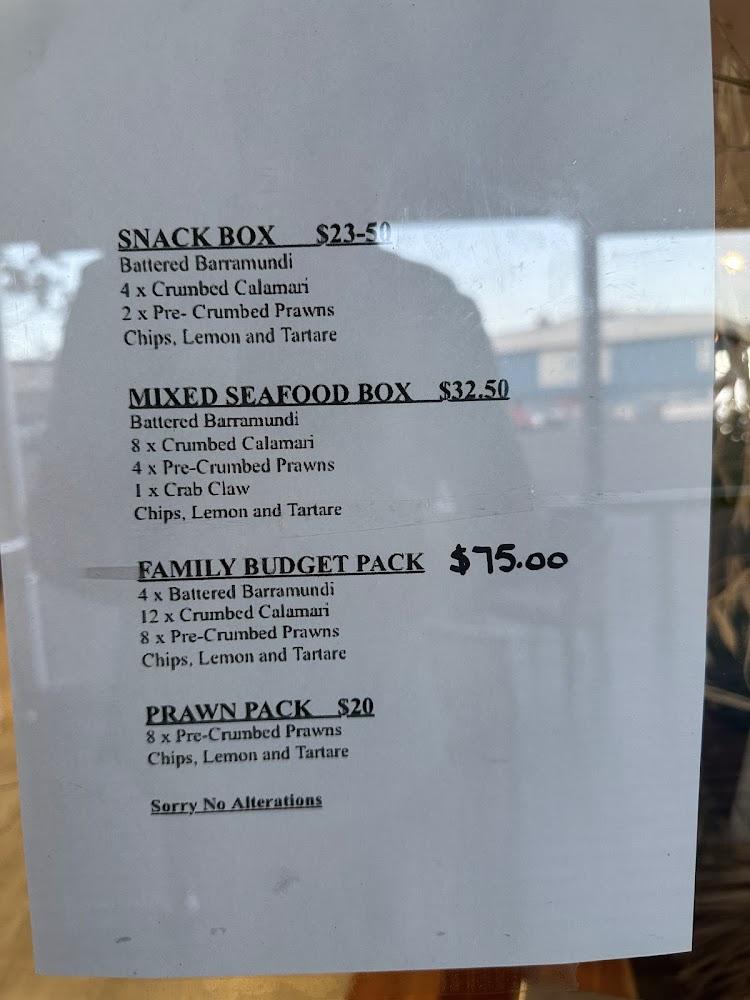 SNACK BOX $23-50
Battered Barramundi
4 x Crumbed Calamari
2 x Pre- Crumbed Prawns
Chips, Lemon and Tartare
MIXED SEAFOOD BOX $32.50
Battered Barramundi
8 x Crumbed Calamari
4 x Pre-Crumbed Prawns
1 x Crab Claw
Chips, Lemon and Tartare
FAMILY BUDGET PACK $75.00
4 x Battered Barramundi
12 x Crumbed Calamari
8 x Pre-Crumbed Prawns
Chips, Lemon and Tartare
PRAWN PACK $20
8 x Pre-Crumbed Prawns
Chips, Lemon and Tartare
Sorry No Alterations